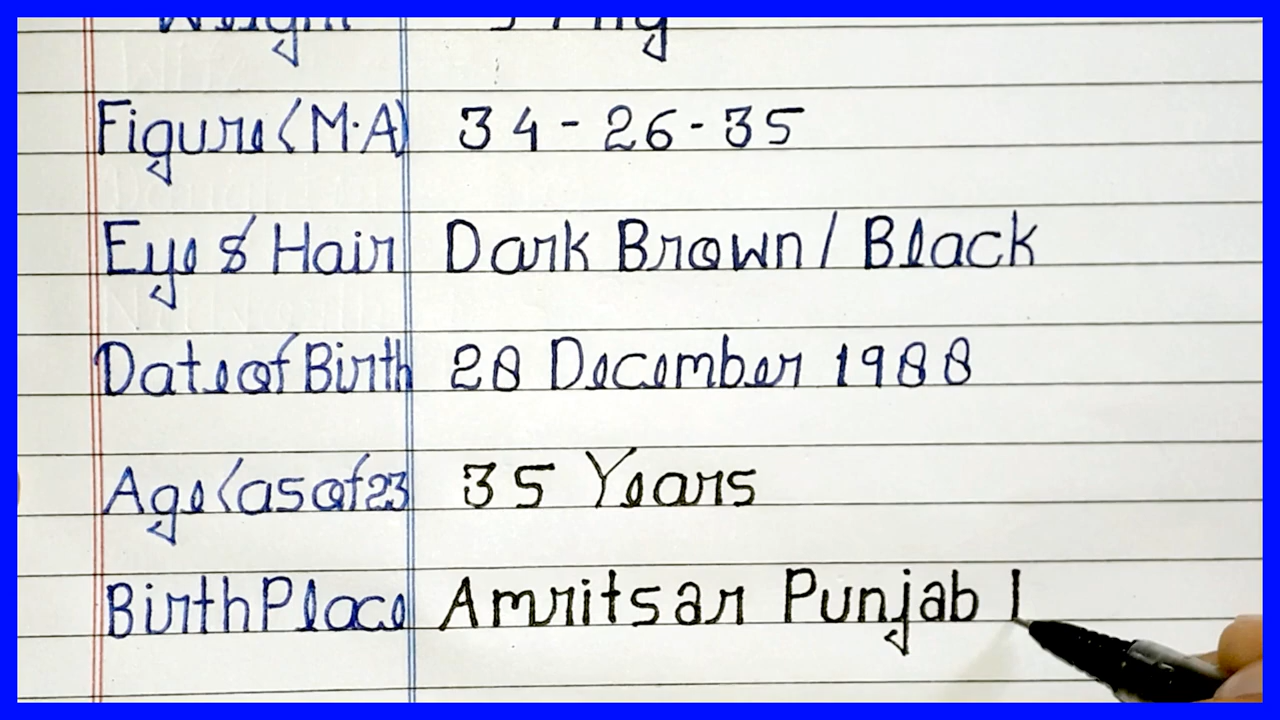 Weight
Figure(M.A) 34-26-35
Eye & Hair Dark Brown/Black
Date of Birth 28 December 1988
Age(as of 23 35 Years
Birth Place Amritsar Punjab I